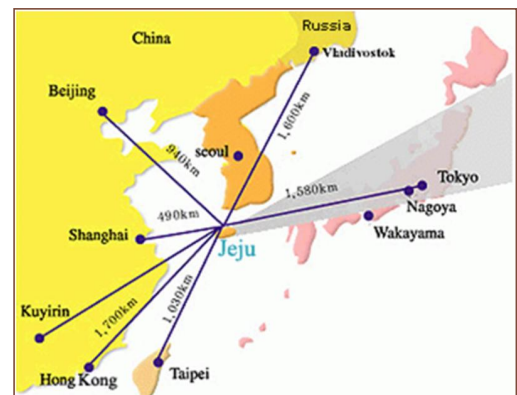 Russia
China
Vladivostok
Beijing
1,600km
940km
seoul
Tokyo
1,580km
Nagoya
490km
Shanghai
Wakayama
Jeju
Kuyirin
1,700km
1,030km
Taipei
Hong Kong